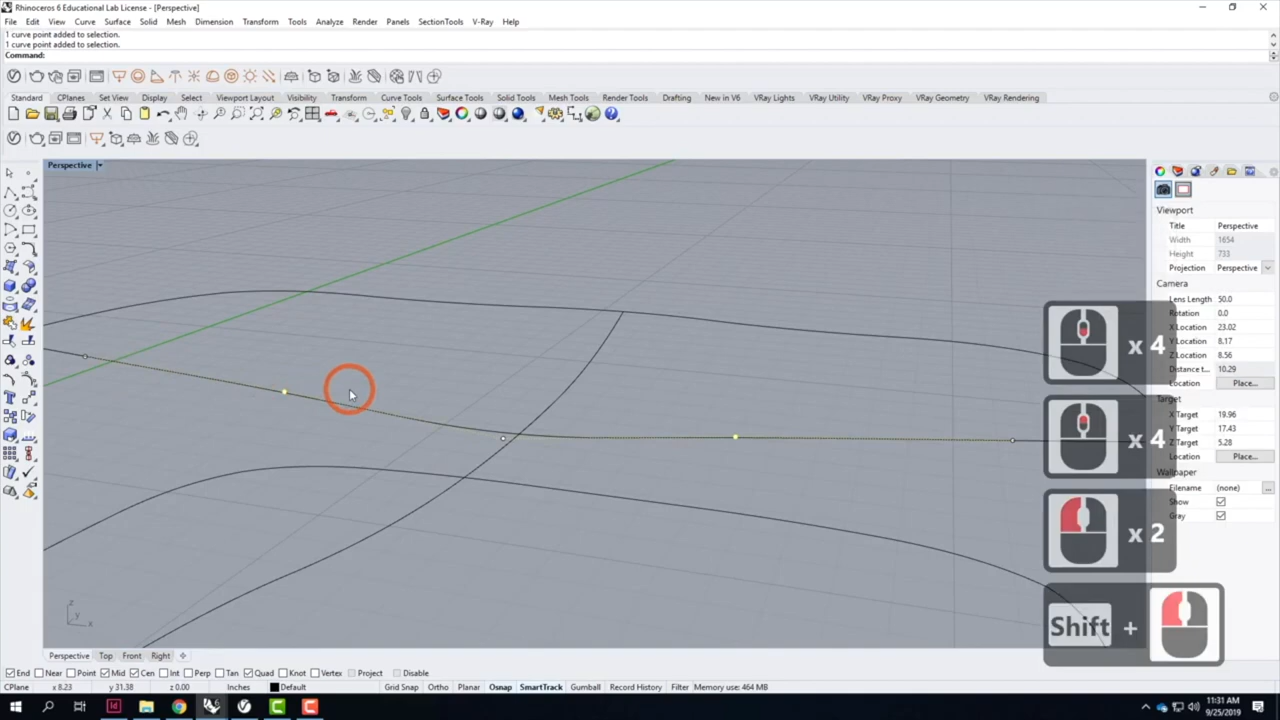 Rhinoceros 6 Educational Lab License - [Perspective]
File Edit View Curve Surface Solid Mesh Dimension Transform Tools Analyze Render Panels SectionTools V-Ray Help
1 curve point added to selection.
1 curve point added to selection.
Command:
Standard CPlanes Set View Display Select Viewport Layout Visibility Transform Curve Tools Surface Tools Solid Tools Mesh Tools Render Tools Drafting New in V6 VRay Lights VRay Utility VRay Proxy VRay Geometry VRay Rendering
Perspective
Viewport
Title Perspective
Width 1654
Height 733
Projection Perspective
Camera
Lens Length 50.0
Rotation 0.0
X Location 23.02
Y Location 8.17
Z Location 8.56
Distance t... 10.29
Location Place...
Target
X Target 19.96
Y Target 17.43
Z Target 5.28
Location Place...
Wallpaper
Filename (none) ...
Show
Gray
x 4
x 4
x 2
Shift +
z
y
x
Perspective Top Front Right
End Near Point Mid Cen Int Perp Tan Quad Knot Vertex Project Disable
CPlane x 8.23 y 31.38 z 0.00 Inches Default Grid Snap Ortho Planar Osnap SmartTrack Gumball Record History Filter Memory use: 464 MB
11:31 AM
9/25/2019